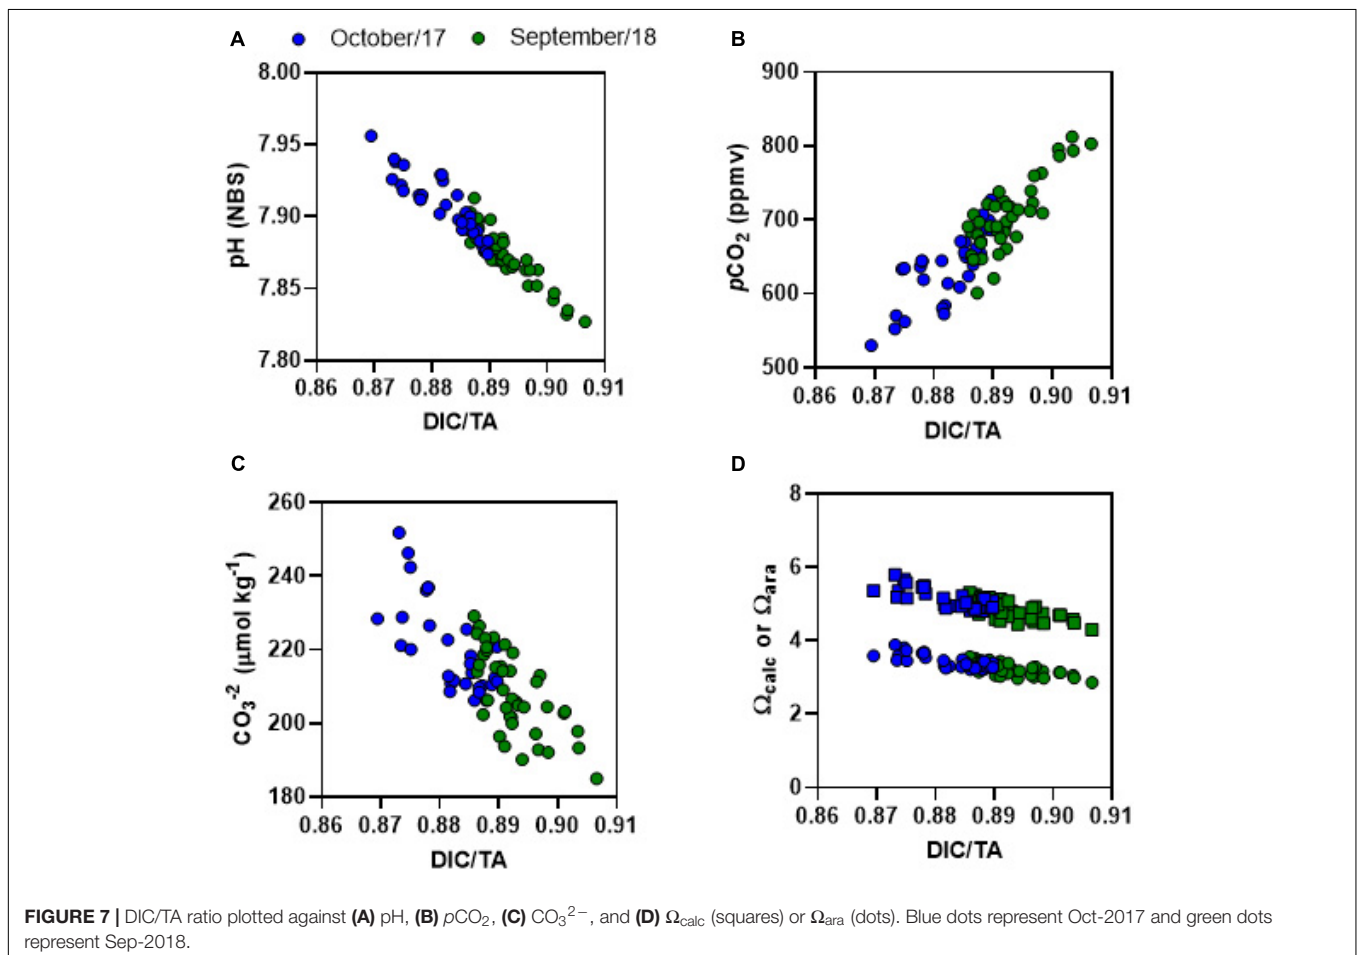 A
October/17
September/18
8.00
7.95
7.90
7.85
7.80
pH (NBS)
0.86 0.87 0.88 0.89 0.90 0.91
DIC/TA
B
900
800
700
600
500
pCO2 (ppmv)
0.86 0.87 0.88 0.89 0.90 0.91
DIC/TA
C
260
240
220
200
180
CO3-2 (μmol kg-1)
0.86 0.87 0.88 0.89 0.90 0.91
DIC/TA
D
8
6
4
2
0
Ωcalc or Ωara
0.86 0.87 0.88 0.89 0.90 0.91
DIC/TA
FIGURE 7 | DIC/TA ratio plotted against (A) pH, (B) pCO2, (C) CO3 2−, and (D) Ωcalc (squares) or Ωara (dots). Blue dots represent Oct-2017 and green dots
represent Sep-2018.